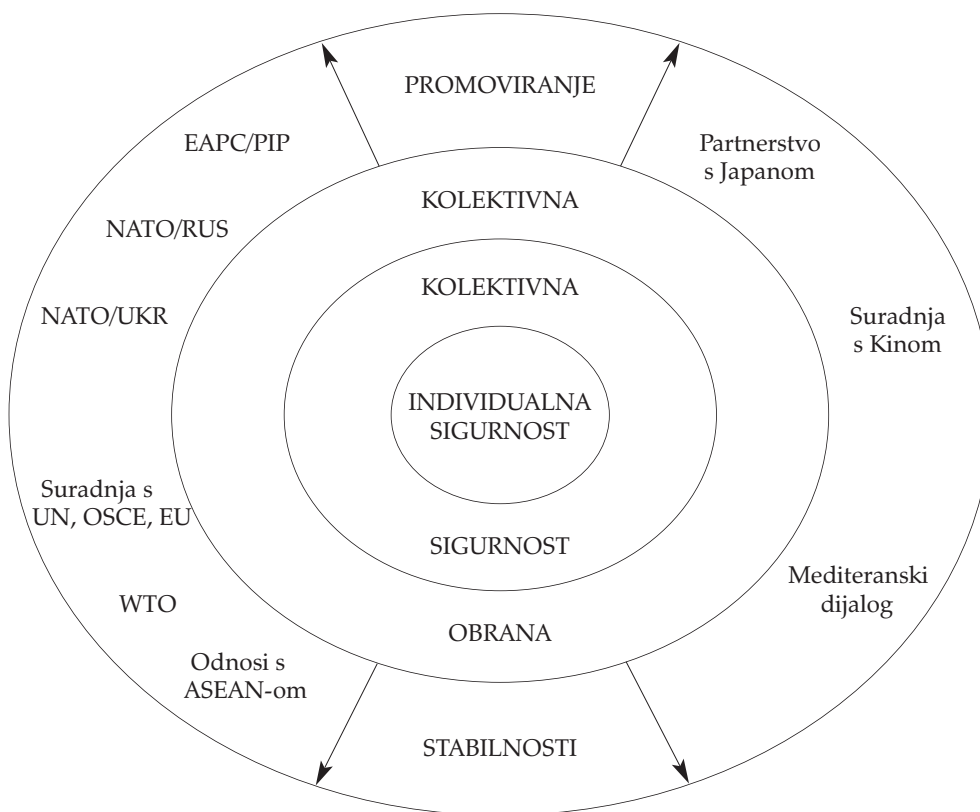 PROMOVIRANJE
EAPC/PIP
Partnerstvo
s Japanom
KOLEKTIVNA
NATO/RUS
KOLEKTIVNA
NATO/UKR
Suradnja
s Kinom
INDIVIDUALNA
SIGURNOST
Suradnja s
UN, OSCE, EU
SIGURNOST
Mediteranski
dijalog
WTO
OBRANA
Odnosi s
ASEAN-om
STABILNOSTI